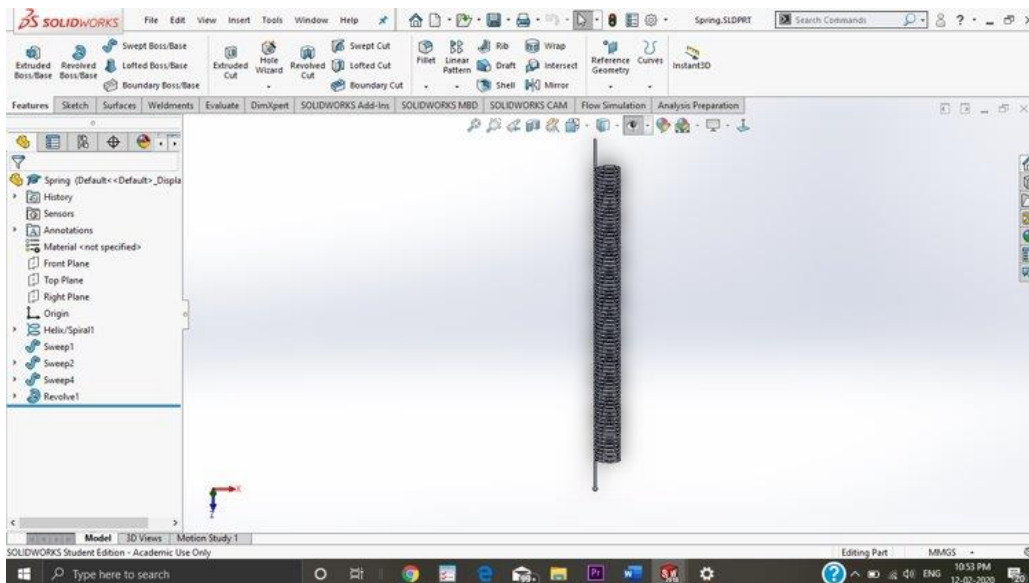 SOLIDWORKS File Edit View Insert Tools Window Help Spring.SLDPRT Search Commands
Extruded Boss/Base Revolved Boss/Base Swept Boss/Base Lofted Boss/Base Boundary Boss/Base Extruded Cut Hole Wizard Revolved Cut Swept Cut Lofted Cut Boundary Cut Fillet Linear Pattern Rib Draft Shell Wrap Intersect Mirror Reference Geometry Curves Instant3D
Features Sketch Surfaces Weldments Evaluate DimXpert SOLIDWORKS Add-Ins SOLIDWORKS MBD SOLIDWORKS CAM Flow Simulation Analysis Preparation
Spring (Default<<Default>_Displa
History
Sensors
Annotations
Material <not specified>
Front Plane
Top Plane
Right Plane
Origin
Helix/Spiral1
Sweep1
Sweep2
Sweep4
Revolve1
X
Z
Model 3D Views Motion Study 1
SOLIDWORKS Student Edition - Academic Use Only Editing Part MMGS
Type here to search Pr ENG 10:53 PM
12-02-2020